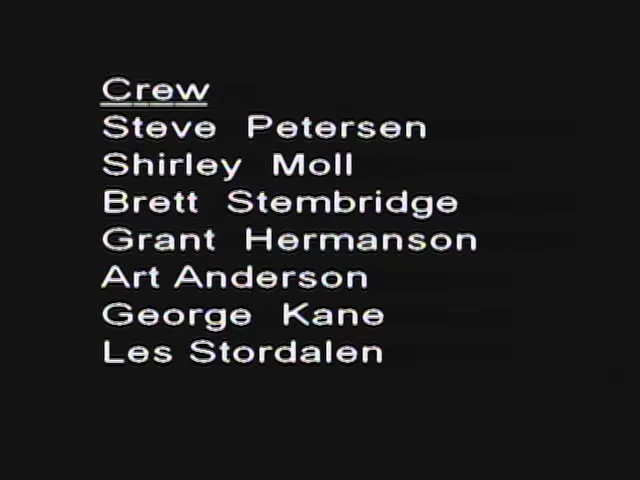 Crew
Steve Petersen
Shirley Moll
Brett Stembridge
Grant Hermanson
Art Anderson
George Kane
Les Stordalen